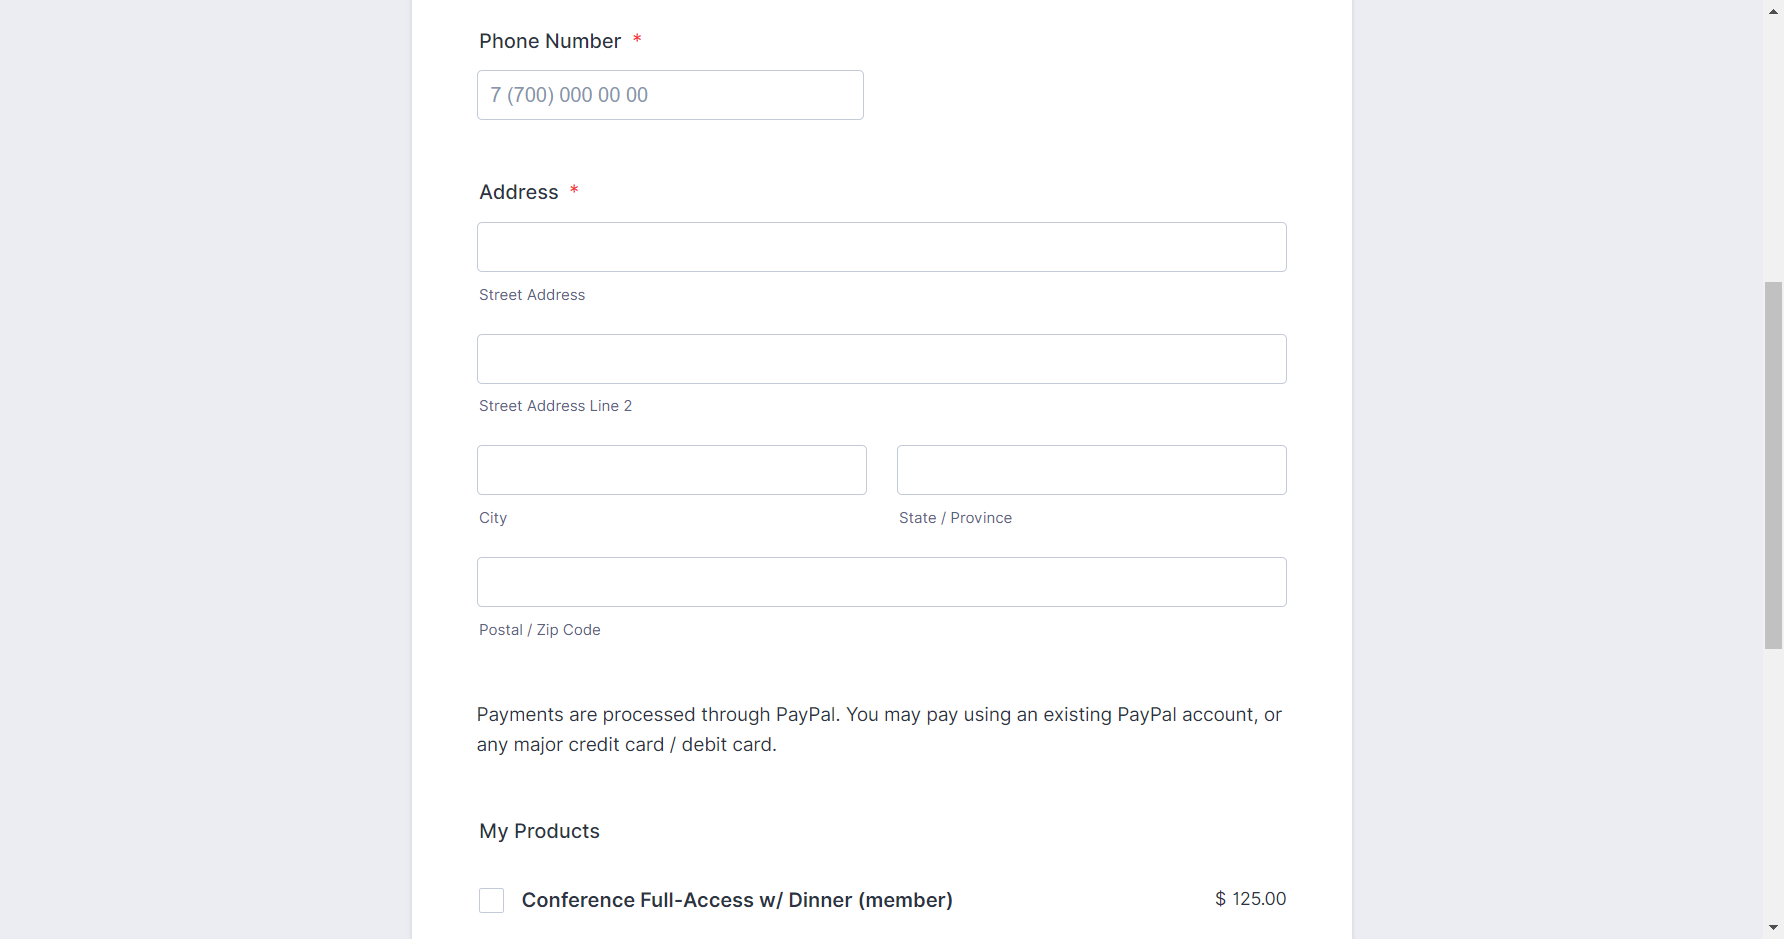 Phone Number *
7 (700) 000 00 00
Address *
Street Address
Street Address Line 2
City
State / Province
Postal / Zip Code
Payments are processed through PayPal. You may pay using an existing PayPal account, or
any major credit card / debit card.
My Products
Conference Full-Access w/ Dinner (member)
$ 125.00